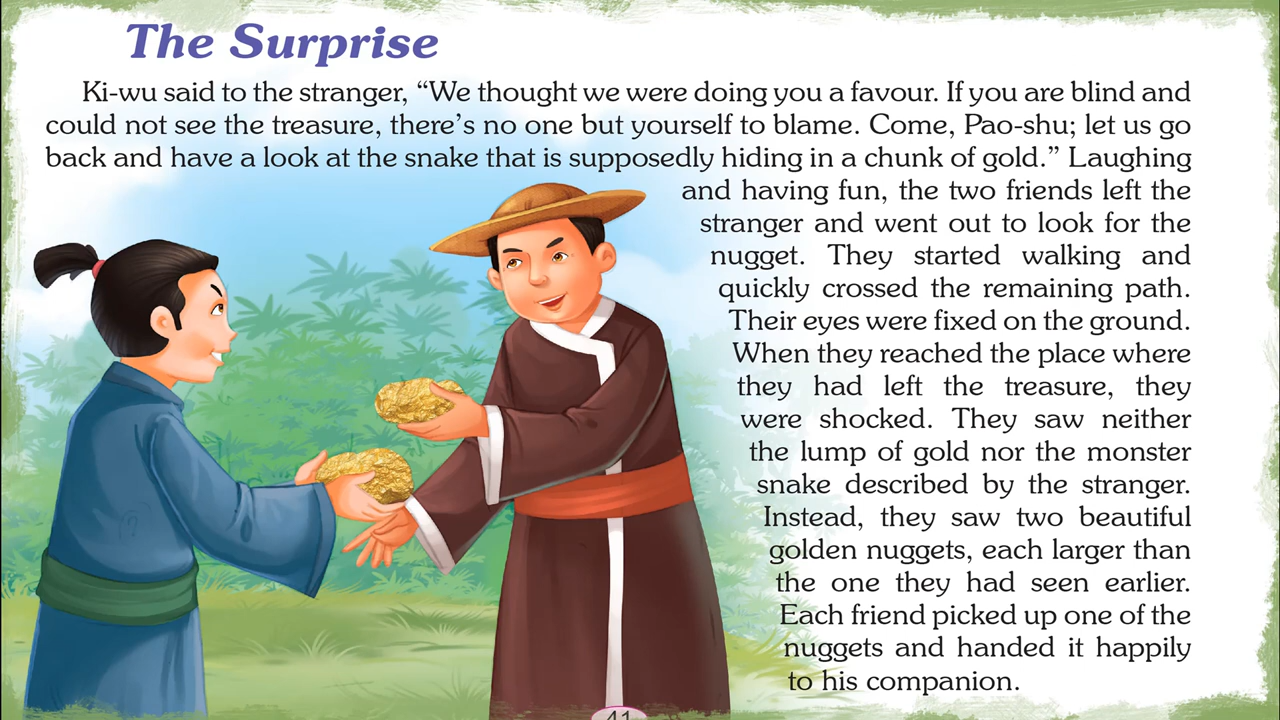 The Surprise
Ki-wu said to the stranger, “We thought we were doing you a favour. If you are blind and
could not see the treasure, there’s no one but yourself to blame. Come, Pao-shu; let us go
back and have a look at the snake that is supposedly hiding in a chunk of gold.” Laughing
and having fun, the two friends left the
stranger and went out to look for the
nugget. They started walking and
quickly crossed the remaining path.
Their eyes were fixed on the ground.
When they reached the place where
they had left the treasure, they
were shocked. They saw neither
the lump of gold nor the monster
snake described by the stranger.
Instead, they saw two beautiful
golden nuggets, each larger than
the one they had seen earlier.
Each friend picked up one of the
nuggets and handed it happily
to his companion.
41